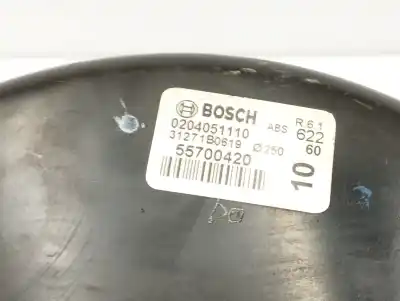 BOSCH
R 6.1
0204051110 ABS 622
31271B0619 Ø 250 60
55700420
10